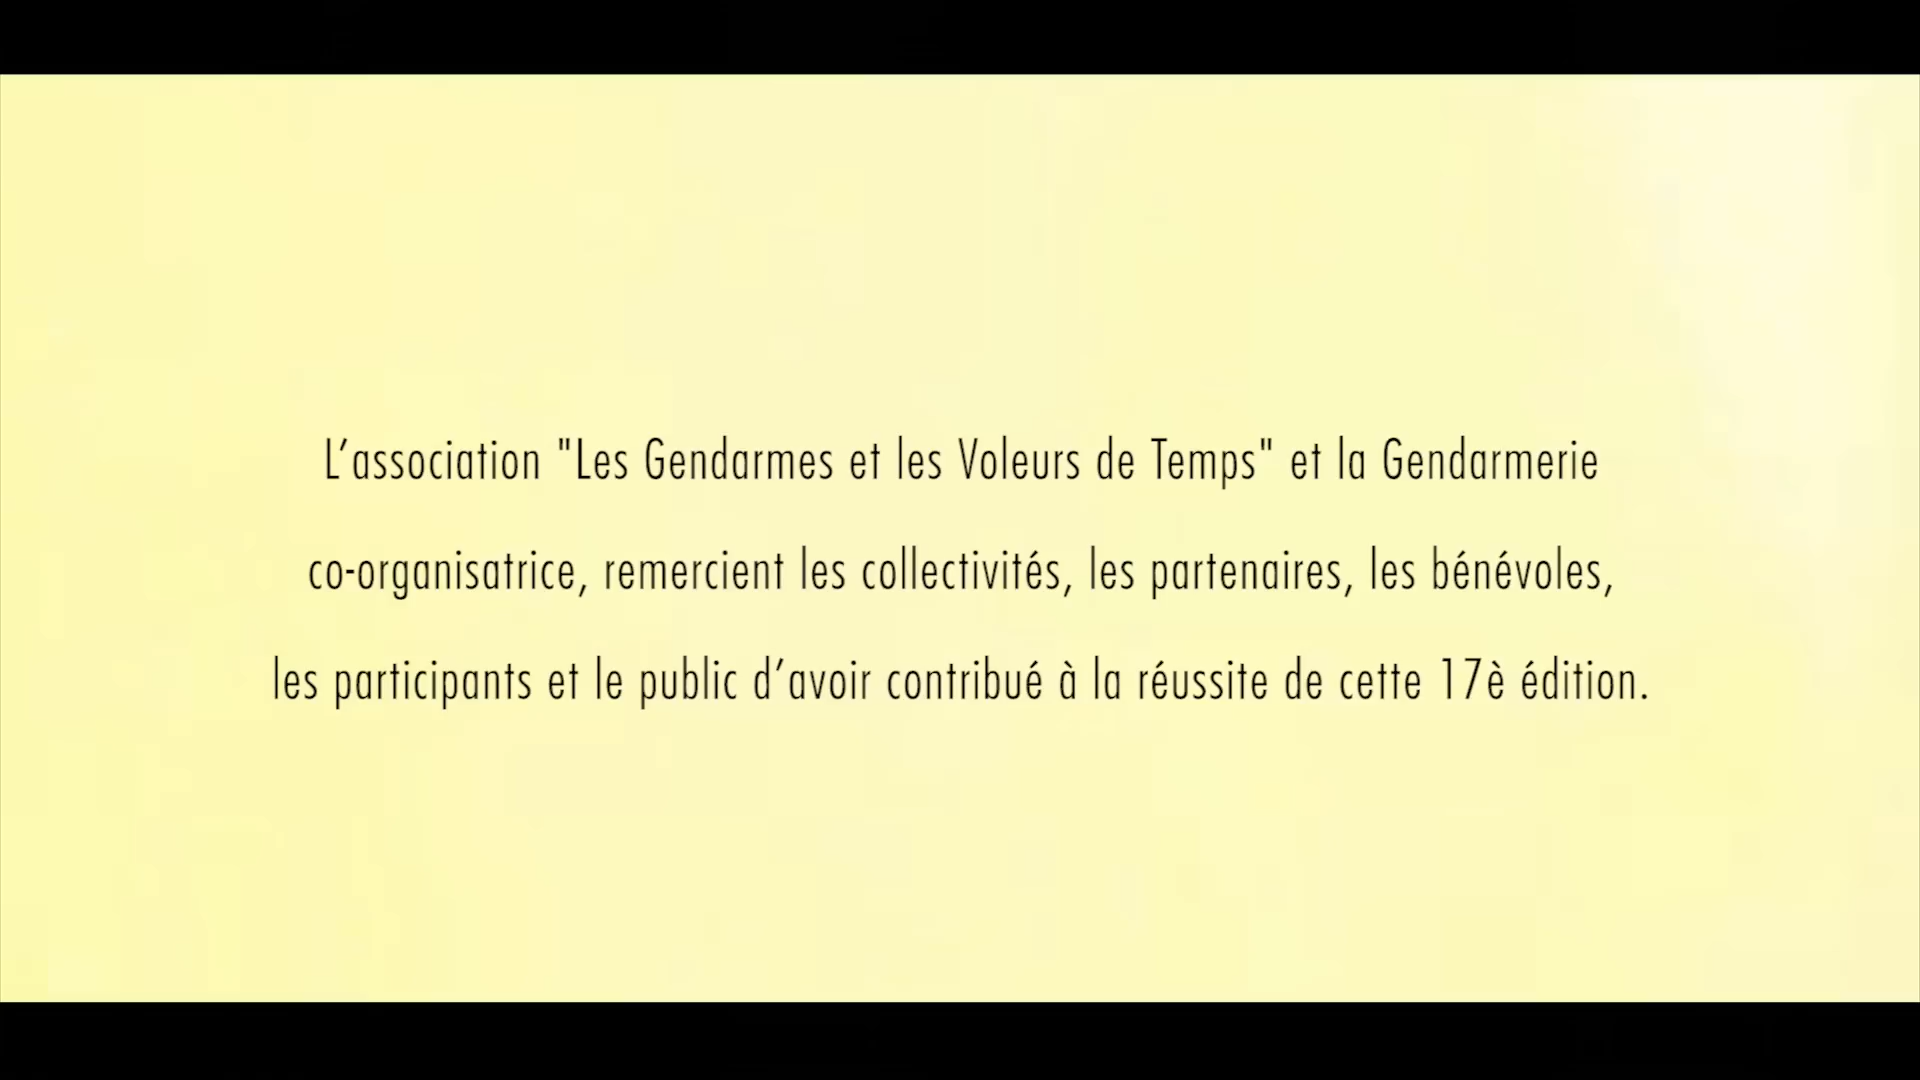 L’association "Les Gendarmes et les Voleurs de Temps" et la Gendarmerie
co-organisatrice, remercient les collectivités, les partenaires, les bénévoles,
les participants et le public d’avoir contribué à la réussite de cette 17è édition.